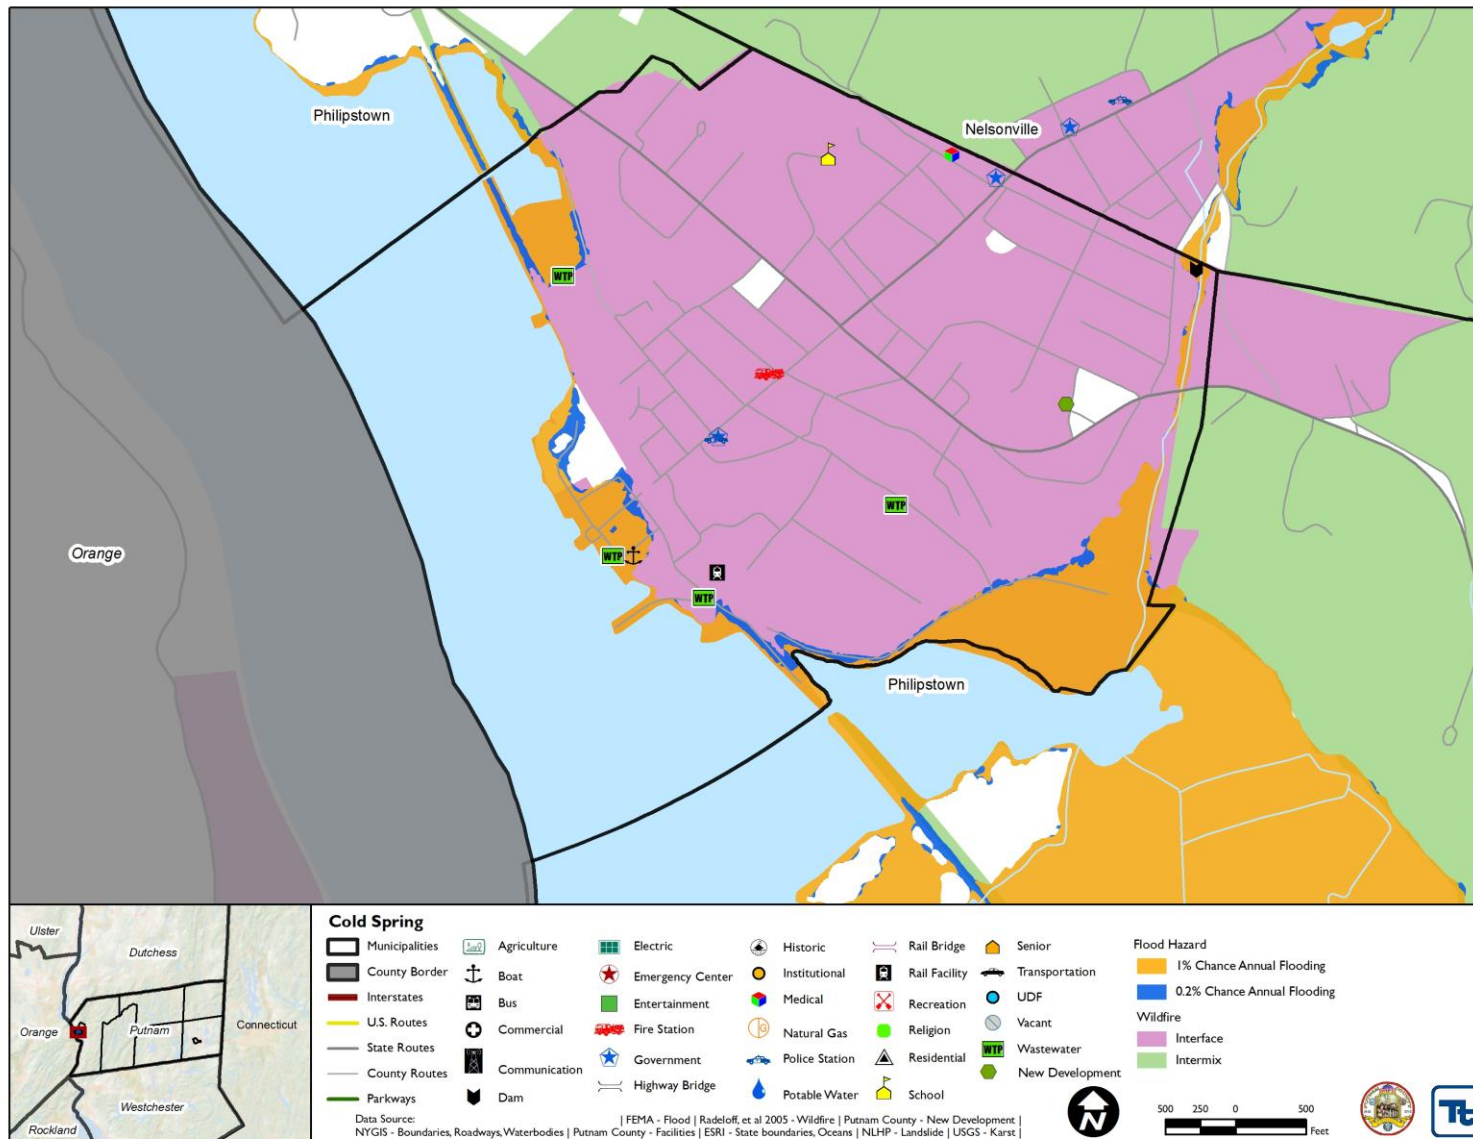 Philipstown
Nelsonville
WTP
Orange
WTP
WTP
WTP
Philipstown
Ulster
Dutchess
Orange
Putnam
Connecticut
Westchester
Rockland
Cold Spring
Municipalities
County Border
Interstates
U.S. Routes
State Routes
County Routes
Parkways
Agriculture
Boat
Bus
Commercial
Communication
Dam
Electric
Emergency Center
Entertainment
Fire Station
Government
Highway Bridge
Historic
Institutional
Medical
G Natural Gas
Police Station
Potable Water
Rail Bridge
Rail Facility
Recreation
Religion
Residential
School
Senior
Transportation
UDF
Vacant
WTP Wastewater
New Development
Flood Hazard
1% Chance Annual Flooding
0.2% Chance Annual Flooding
Wildfire
Interface
Intermix
N
500 250 0 500
Feet
Tt
Data Source: | FEMA - Flood | Radeloff, et al 2005 - Wildfire | Putnam County - New Development |
NYGIS - Boundaries, Roadways, Waterbodies | Putnam County - Facilities | ESRI - State boundaries, Oceans | NLHP - Landslide | USGS - Karst |